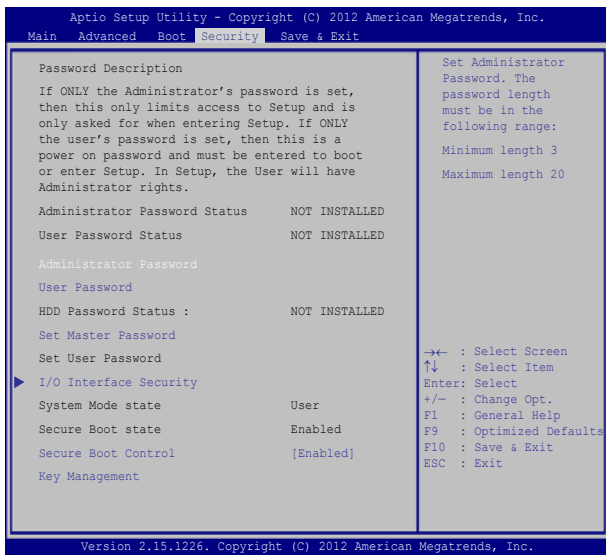 Aptio Setup Utility - Copyright (C) 2012 American Megatrends, Inc.
Main Advanced Boot Security Save & Exit
Password Description
If ONLY the Administrator's password is set,
then this only limits access to Setup and is
only asked for when entering Setup. If ONLY
the user's password is set, then this is a
power on password and must be entered to boot
or enter Setup. In Setup, the User will have
Administrator rights.
Administrator Password Status NOT INSTALLED
User Password Status NOT INSTALLED
Administrator Password
User Password
HDD Password Status : NOT INSTALLED
Set Master Password
Set User Password
I/O Interface Security
System Mode state User
Secure Boot state Enabled
Secure Boot Control [Enabled]
Key Management
Set Administrator
Password. The
password length
must be in the
following range:
Minimum length 3
Maximum length 20
→← : Select Screen
↑↓ : Select Item
Enter: Select
+/— : Change Opt.
F1 : General Help
F9 : Optimized Defaults
F10 : Save & Exit
ESC : Exit
Version 2.15.1226. Copyright (C) 2012 American Megatrends, Inc.